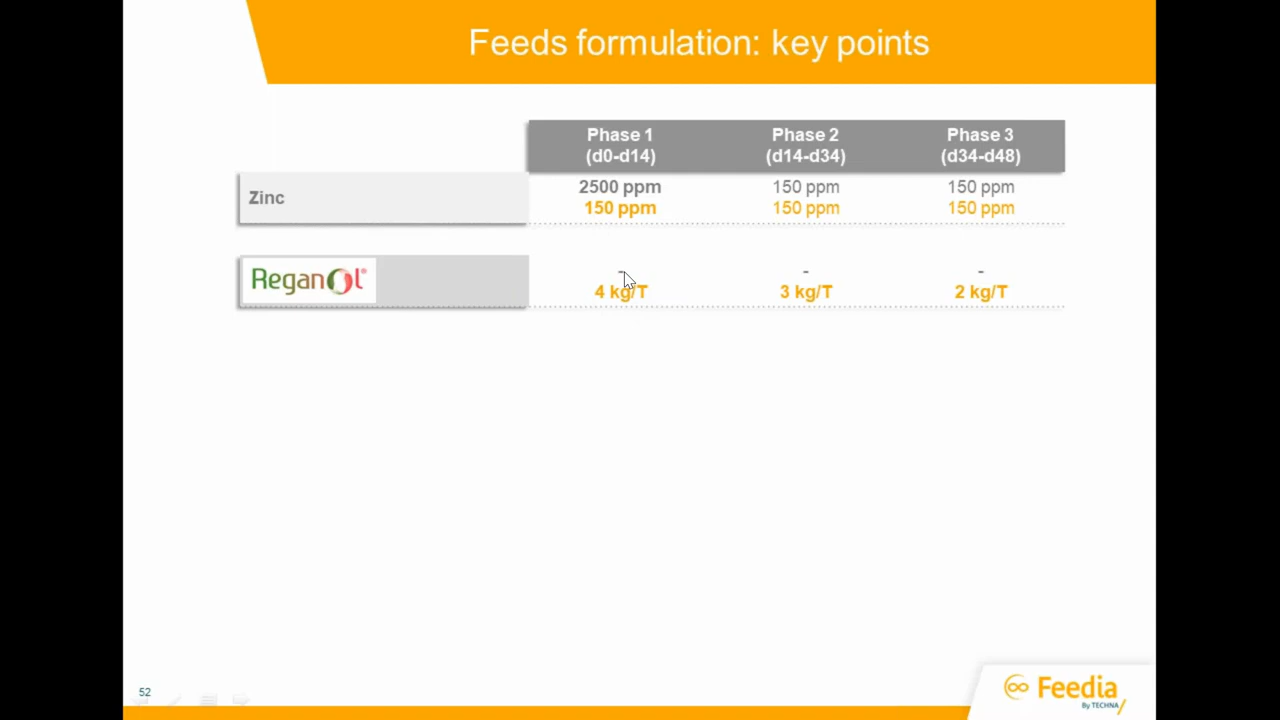 Feeds formulation: key points
Phase 1 Phase 2 Phase 3
(d0-d14) (d14-d34) (d34-d48)
Zinc
2500 ppm 150 ppm 150 ppm
150 ppm 150 ppm 150 ppm
ReganOl®
- - -
4 kg/T 3 kg/T 2 kg/T
52
Feedia
By TECHNA